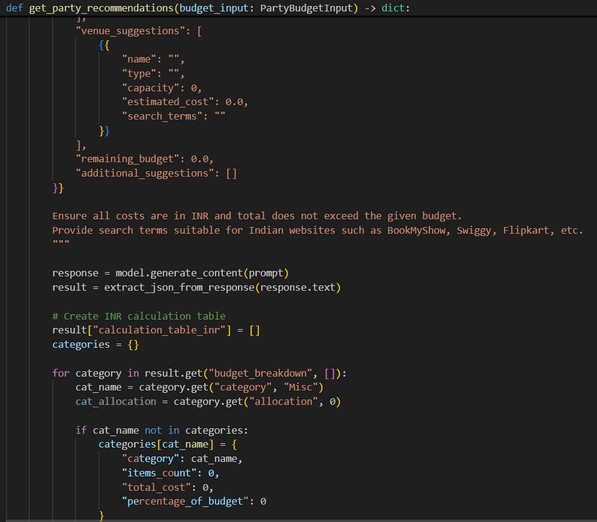 def get_party_recommendations(budget_input: PartyBudgetInput) -> dict:
],
"venue_suggestions": [
{{
"name": "",
"type": "",
"capacity": 0,
"estimated_cost": 0.0,
"search_terms": ""
}}
],
"remaining_budget": 0.0,
"additional_suggestions": []
}}
Ensure all costs are in INR and total does not exceed the given budget.
Provide search terms suitable for Indian websites such as BookMyShow, Swiggy, Flipkart, etc.
"""
response = model.generate_content(prompt)
result = extract_json_from_response(response.text)
# Create INR calculation table
result["calculation_table_inr"] = []
categories = {}
for category in result.get("budget_breakdown", []):
cat_name = category.get("category", "Misc")
cat_allocation = category.get("allocation", 0)
if cat_name not in categories:
categories[cat_name] = {
"category": cat_name,
"items_count": 0,
"total_cost": 0,
"percentage_of_budget": 0
}